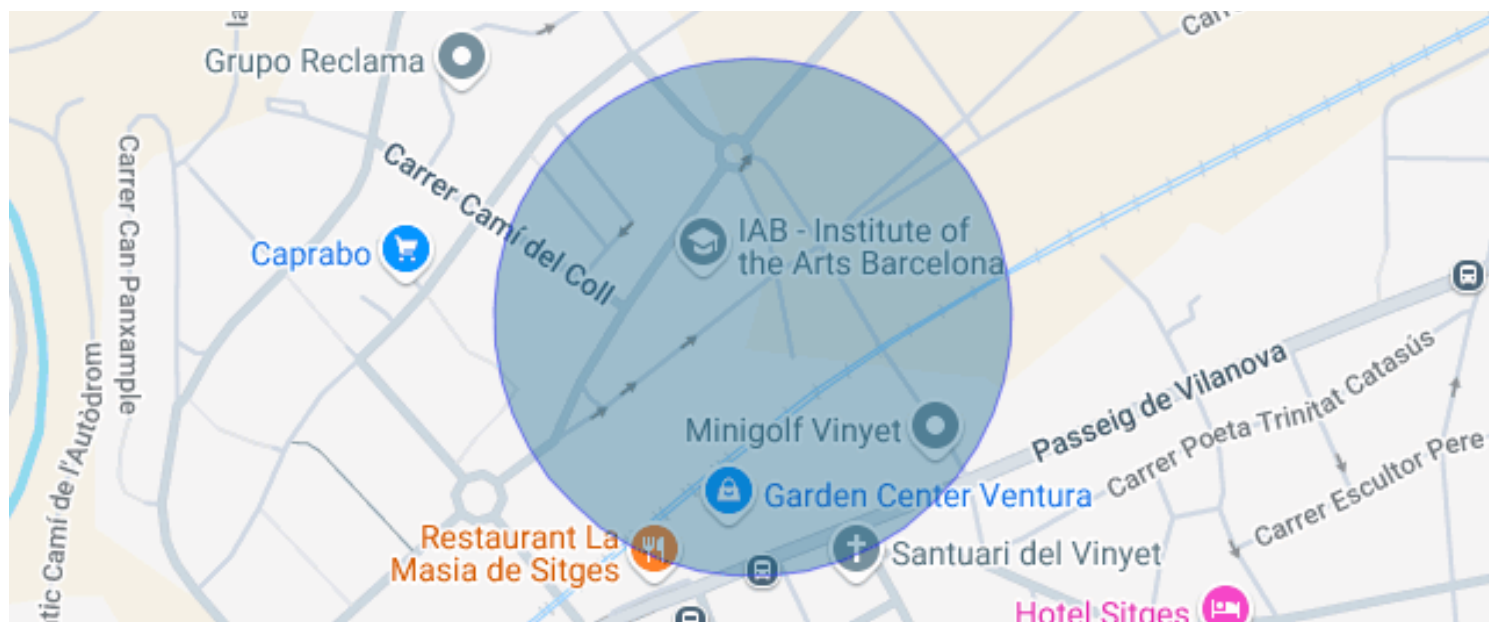 Grupo Reclama
Carrer Camí del Coll
Carrer Can Panxample
Caprabo
IAB - Institute of
the Arts Barcelona
Passeig de Vilanova
Carrer Poeta Trinitat Catasús
Carrer Escultor Pere
Minigolf Vinyet
Garden Center Ventura
Restaurant La
Masia de Sitges
Santuari del Vinyet
Hotel Sitges
tic Camí de l'Autòdrom